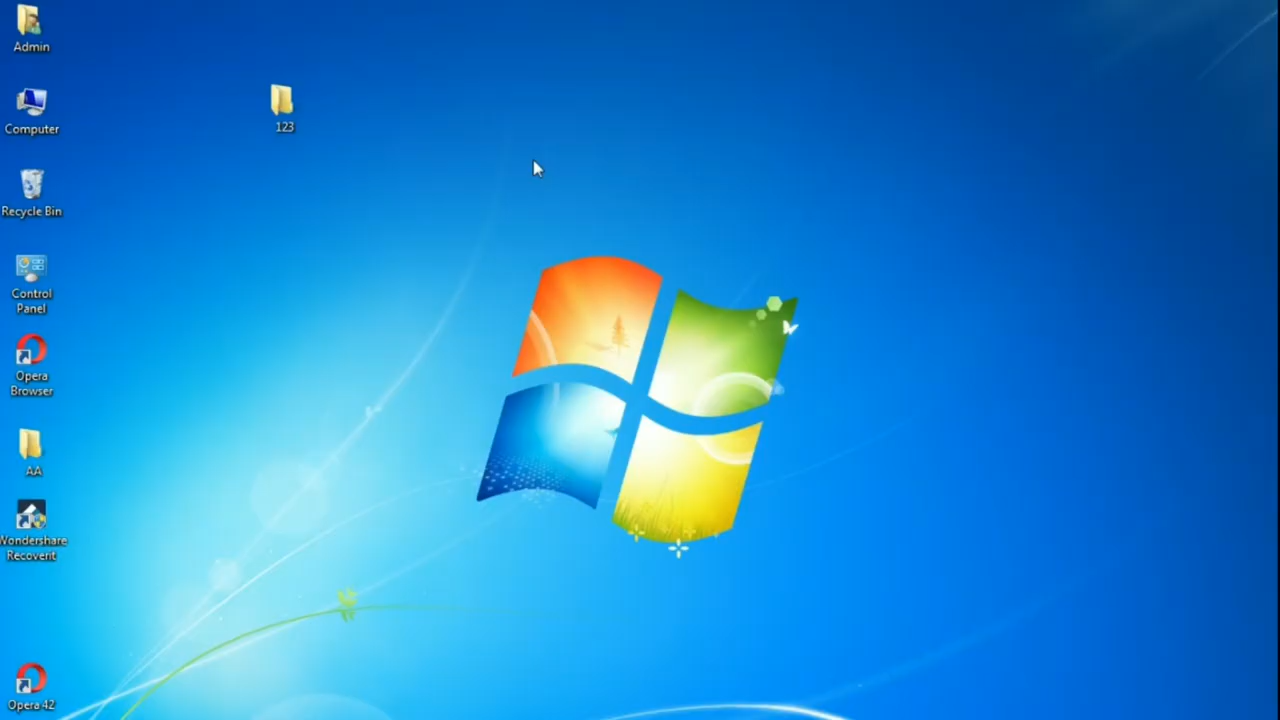 Admin
123
Computer
Recycle Bin
Control
Panel
Opera
Browser
AA
Wondershare
Recoverit
Opera 42